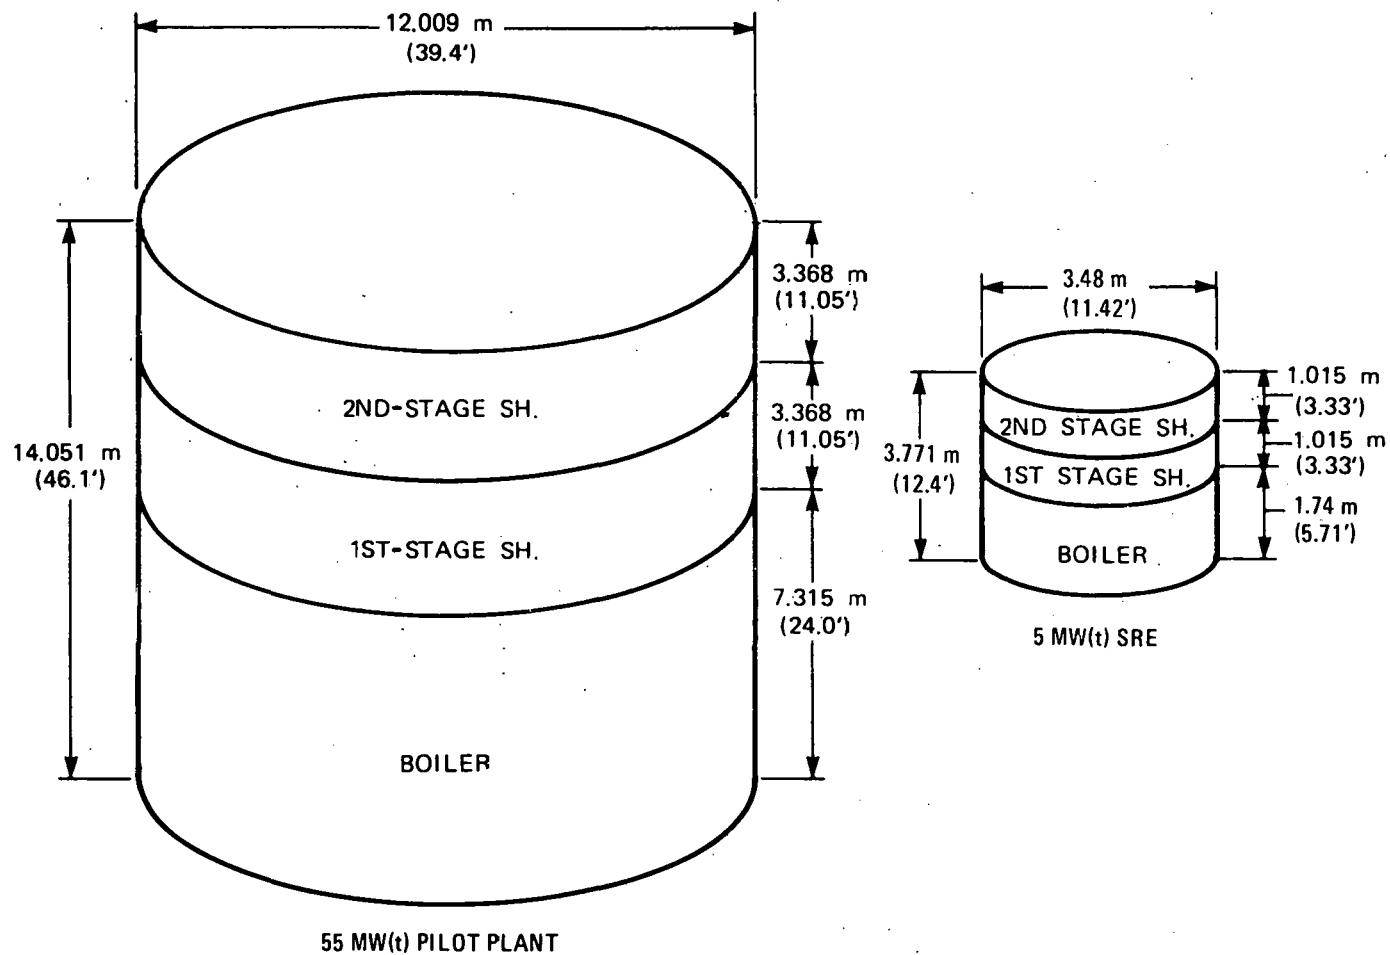 12.009 m
(39.4')
3.368 m
(11.05')
2ND-STAGE SH.
3.368 m
(11.05')
14.051 m
(46.1')
1ST-STAGE SH.
7.315 m
(24.0')
BOILER
55 MW(t) PILOT PLANT
3.48 m
(11.42')
1.015 m
(3.33')
2ND STAGE SH.
1.015 m
(3.33')
3.771 m
(12.4')
1ST STAGE SH.
1.74 m
(5.71')
BOILER
5 MW(t) SRE